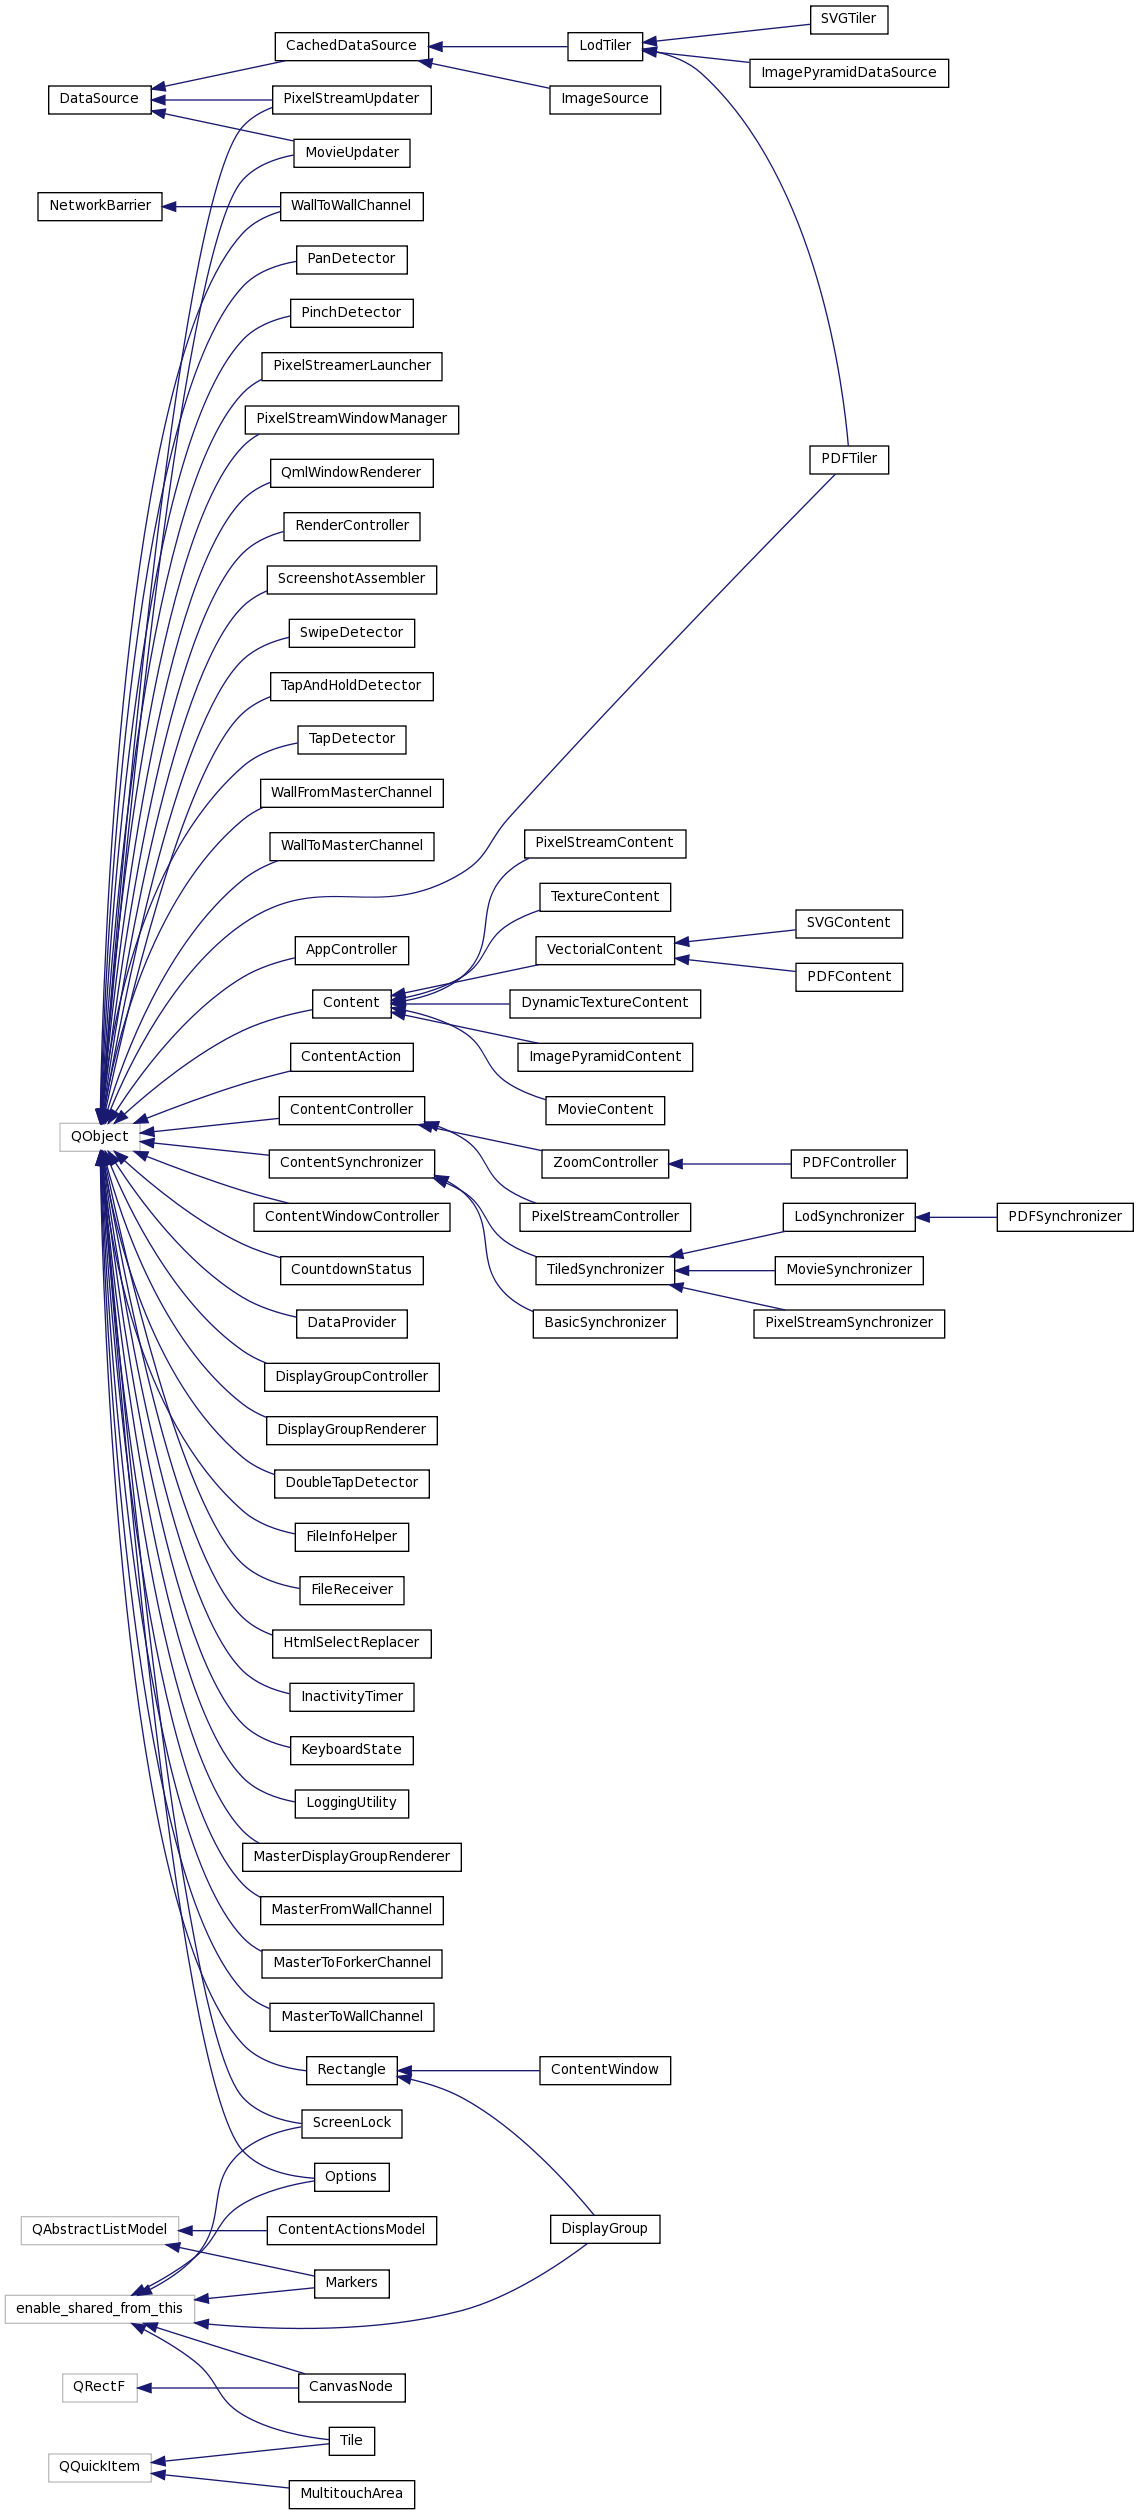 SVGTiler
CachedDataSource
LodTiler
ImagePyramidDataSource
DataSource
PixelStreamUpdater
ImageSource
MovieUpdater
NetworkBarrier
WallToWallChannel
PanDetector
PinchDetector
PixelStreamerLauncher
PixelStreamWindowManager
PDFTiler
QmlWindowRenderer
RenderController
ScreenshotAssembler
SwipeDetector
TapAndHoldDetector
TapDetector
WallFromMasterChannel
WallToMasterChannel
PixelStreamContent
TextureContent
SVGContent
AppController
VectorialContent
PDFContent
Content
DynamicTextureContent
ContentAction
ImagePyramidContent
ContentController
MovieContent
QObject
ContentSynchronizer
ZoomController
PDFController
ContentWindowController
PixelStreamController
LodSynchronizer
PDFSynchronizer
CountdownStatus
TiledSynchronizer
MovieSynchronizer
DataProvider
BasicSynchronizer
PixelStreamSynchronizer
DisplayGroupController
DisplayGroupRenderer
DoubleTapDetector
FileInfoHelper
FileReceiver
HtmlSelectReplacer
InactivityTimer
KeyboardState
LoggingUtility
MasterDisplayGroupRenderer
MasterFromWallChannel
MasterToForkerChannel
MasterToWallChannel
Rectangle
ContentWindow
ScreenLock
Options
QAbstractListModel
ContentActionsModel
DisplayGroup
Markers
enable_shared_from_this
QRectF
CanvasNode
Tile
QQuickItem
MultitouchArea